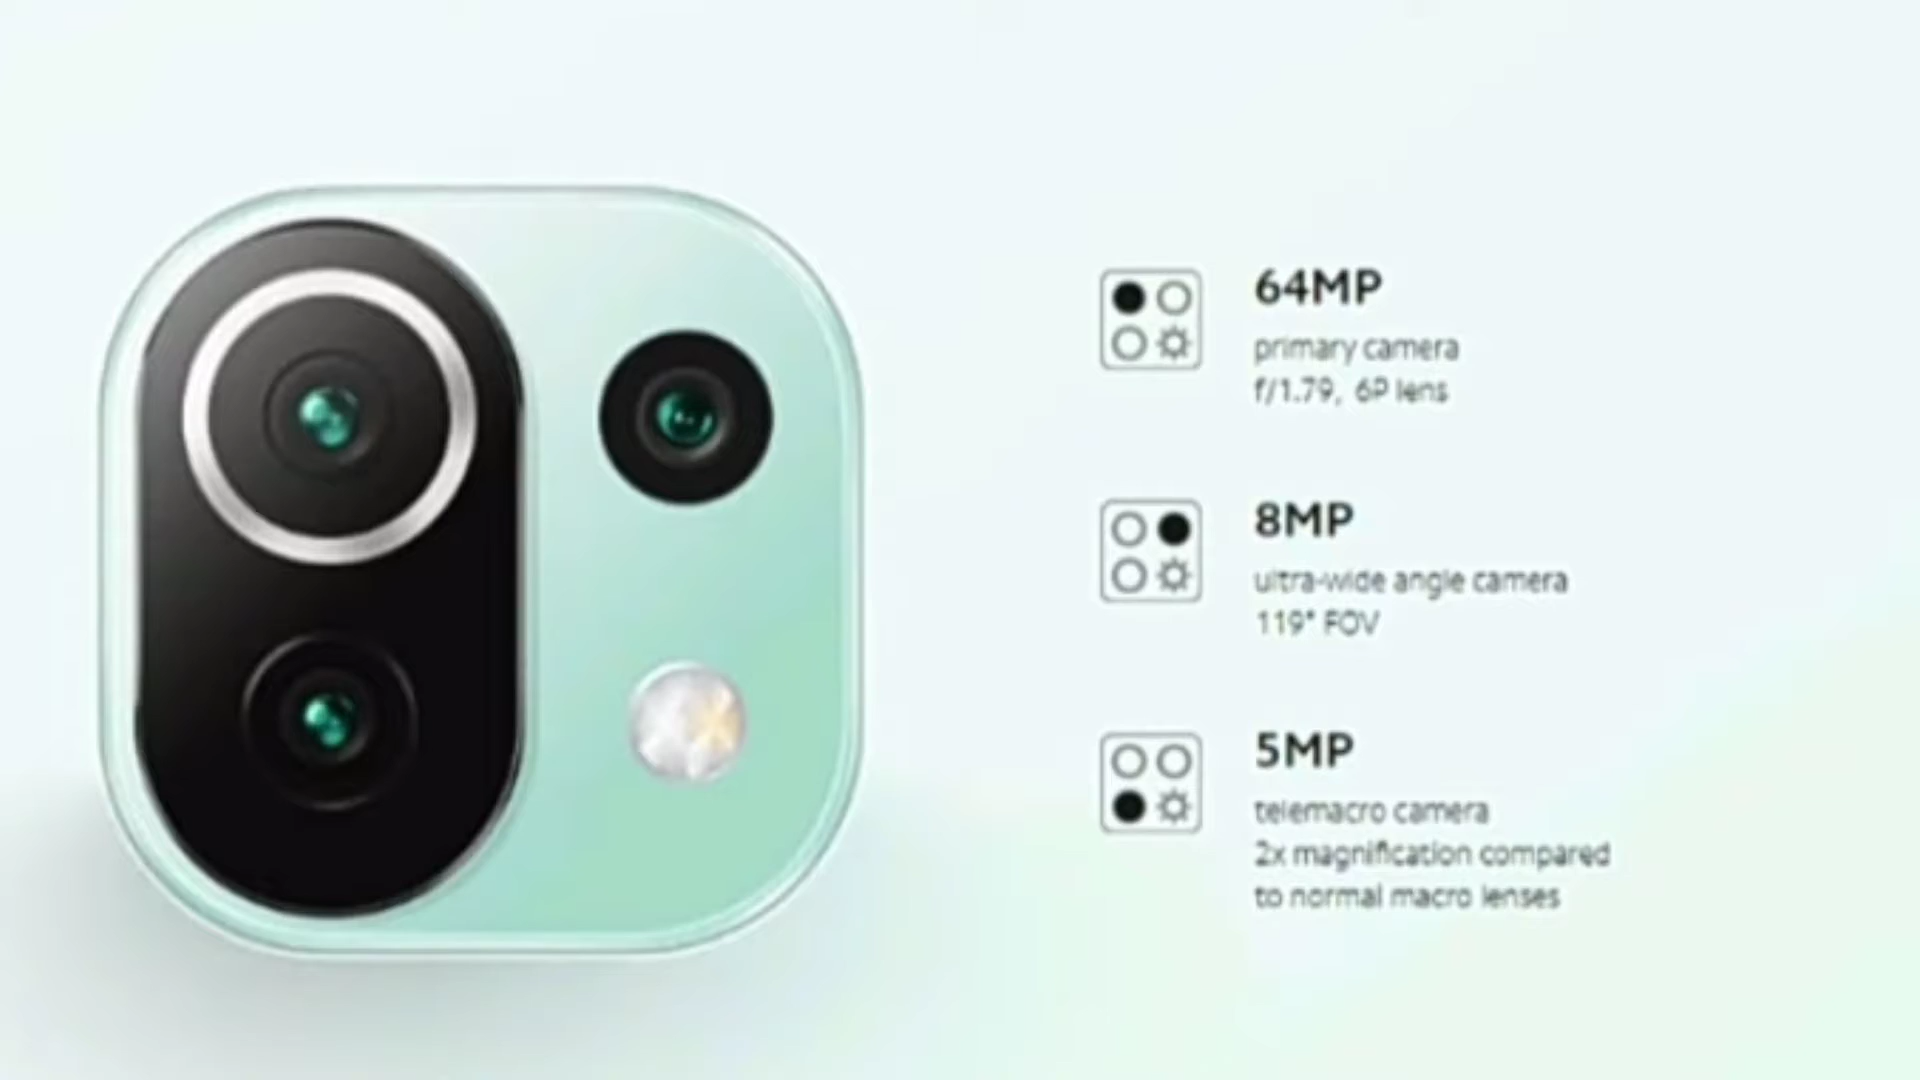 64MP
primary camera
f/1.79, 6P lens
8MP
ultra-wide angle camera
119° FOV
5MP
telemacro camera
2x magnification compared
to normal macro lenses